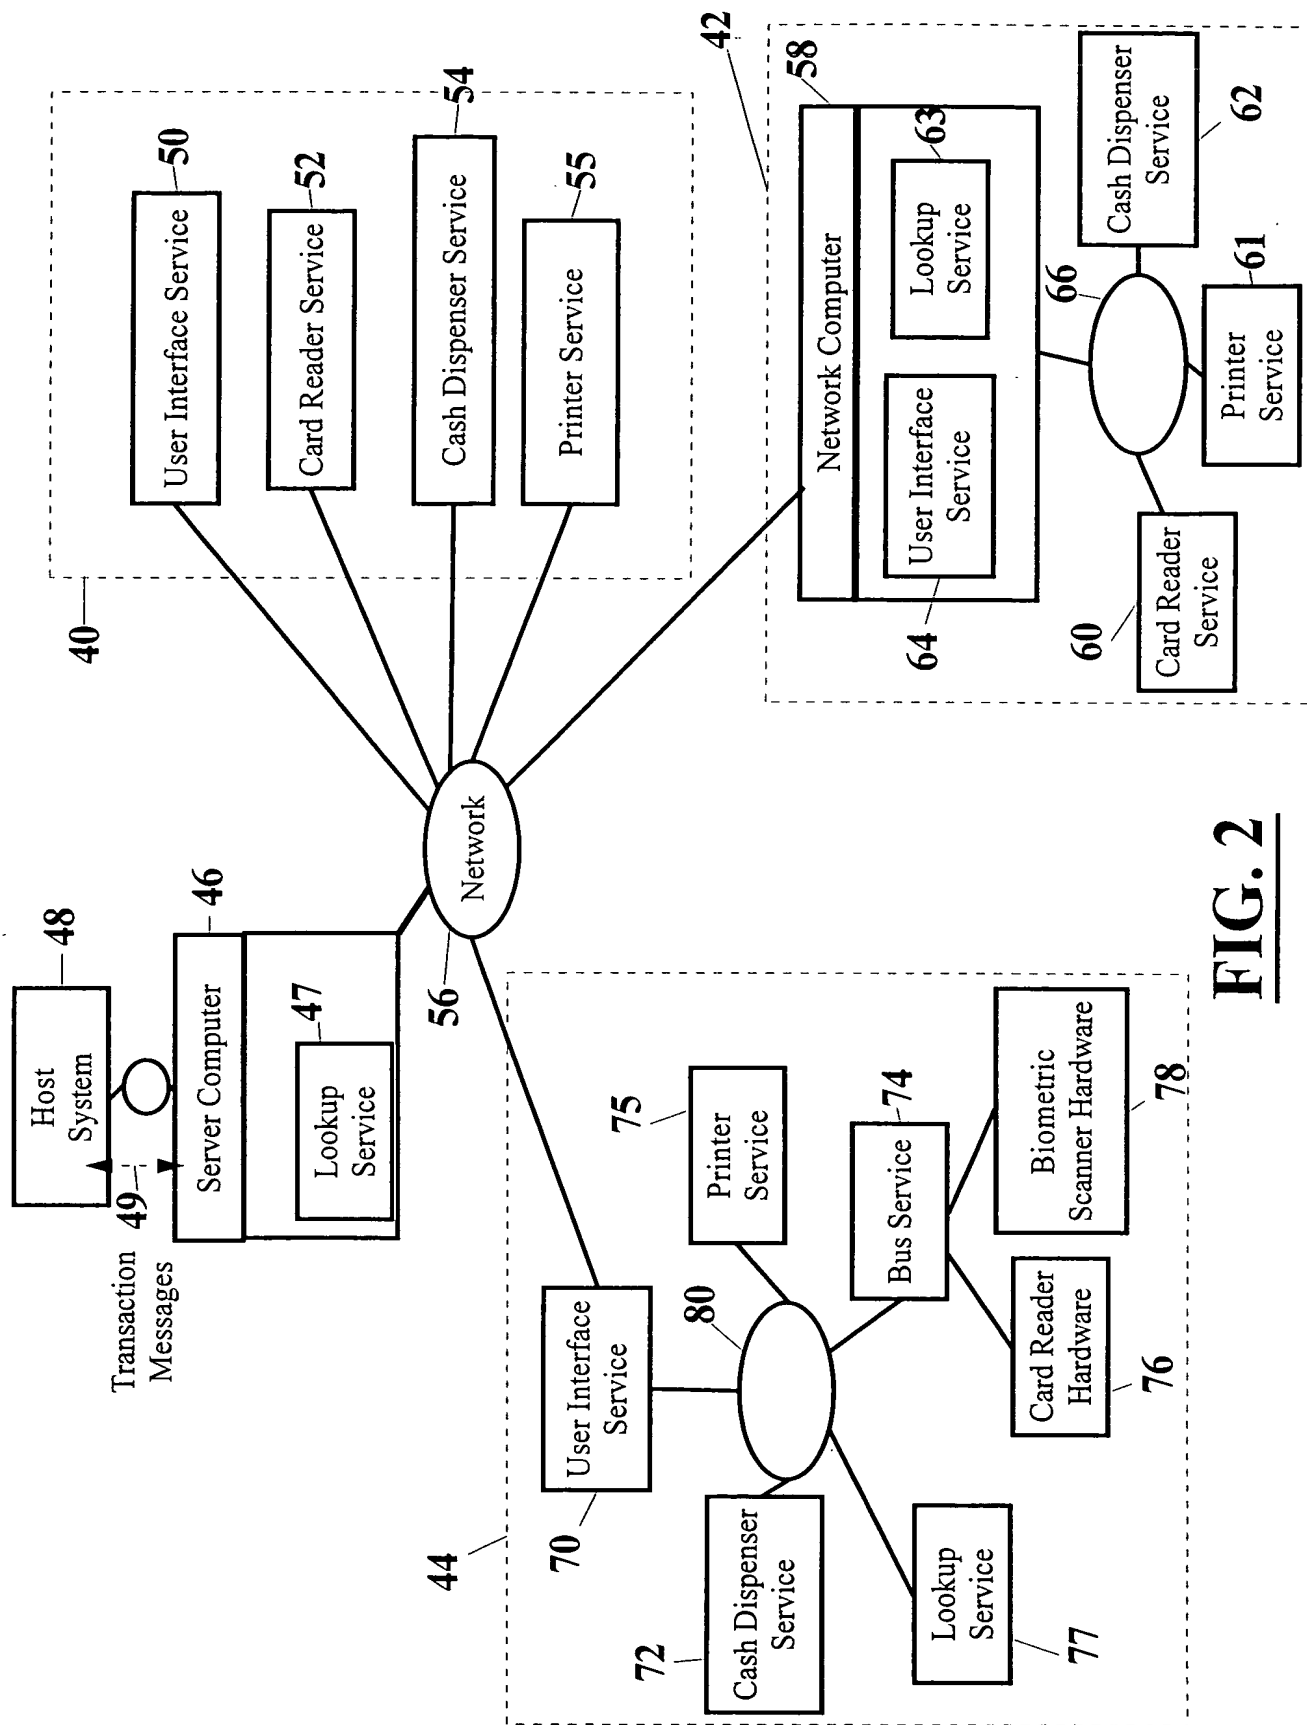 Host
System
48
49
Transaction
Messages
Server Computer
46
Lookup
Service
47
Network
56
40
User Interface Service
50
Card Reader Service
52
Cash Dispenser Service
54
Printer Service
55
42
Network Computer
58
User Interface
Service
64
Lookup
Service
63
66
Card Reader
Service
60
Printer
Service
61
Cash Dispenser
Service
62
44
User Interface
Service
70
80
Cash Dispenser
Service
72
Printer
Service
75
Bus Service
74
Lookup
Service
77
Card Reader
Hardware
76
Biometric
Scanner Hardware
78
FIG. 2